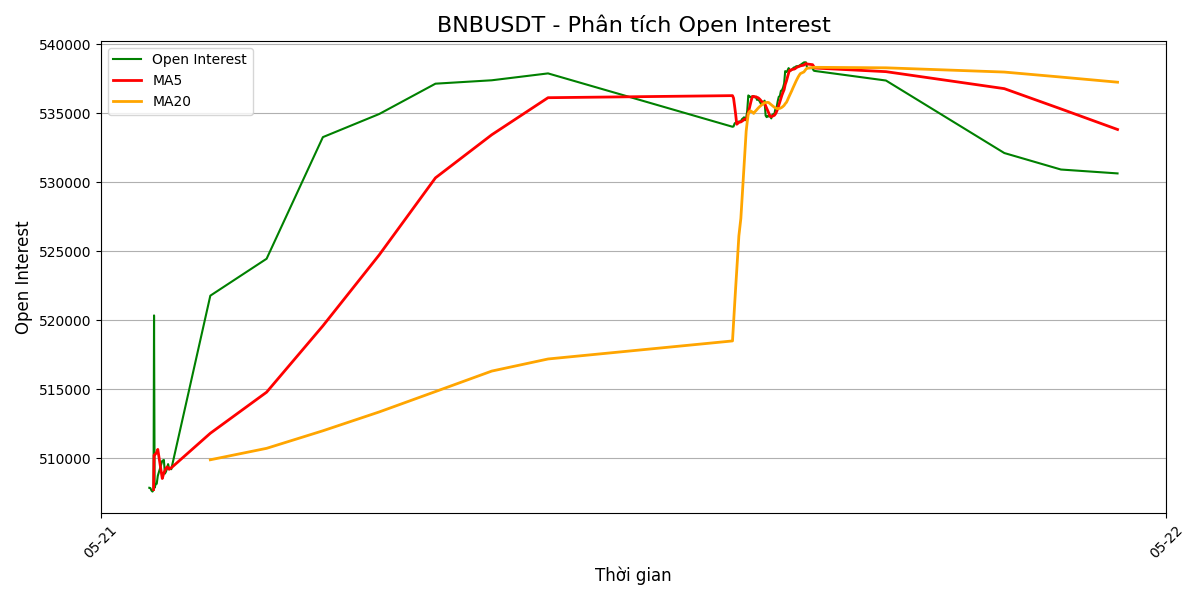 BNBUSDT - Phân tích Open Interest
Open Interest
MA5
MA20
540000
535000
530000
525000
520000
515000
510000
Open Interest
05-21
05-22
Thời gian